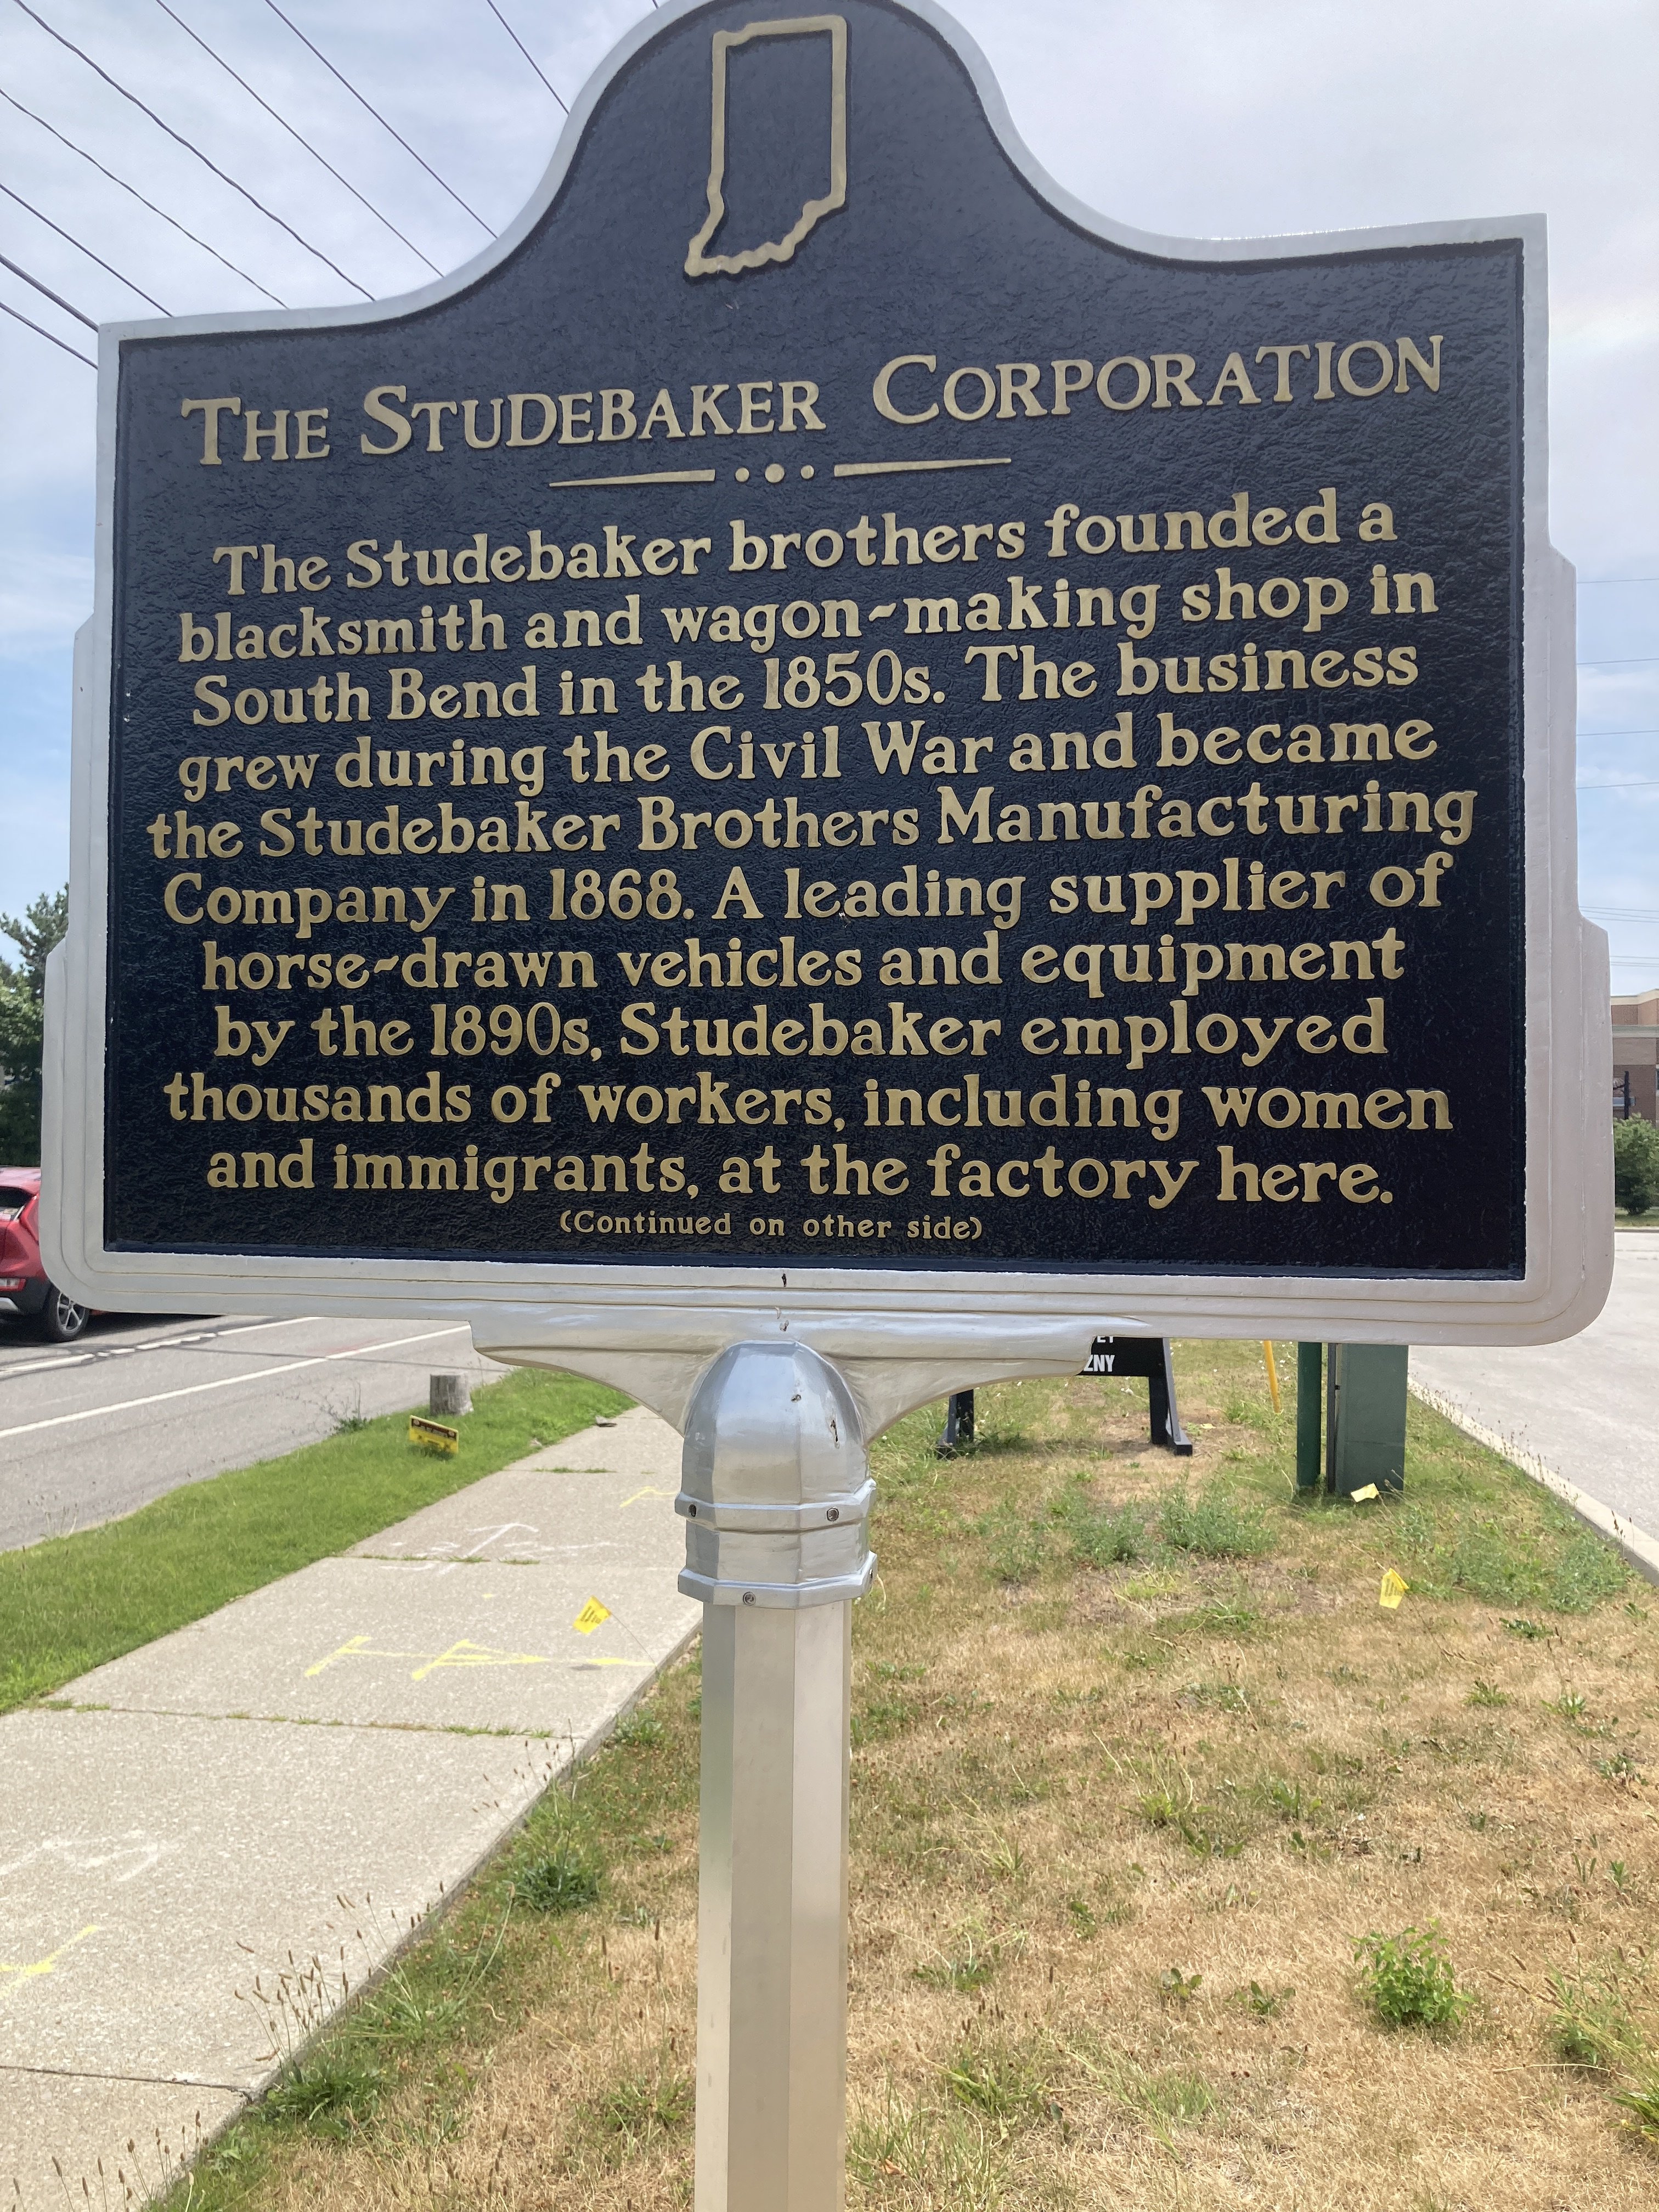 THE STUDEBAKER CORPORATION
The Studebaker brothers founded a
blacksmith and wagon-making shop in
South Bend in the 1850s. The business
grew during the Civil War and became
the Studebaker Brothers Manufacturing
Company in 1868. A leading supplier of
horse-drawn vehicles and equipment
by the 1890s, Studebaker employed
thousands of workers, including women
and immigrants, at the factory here.
(Continued on other side)